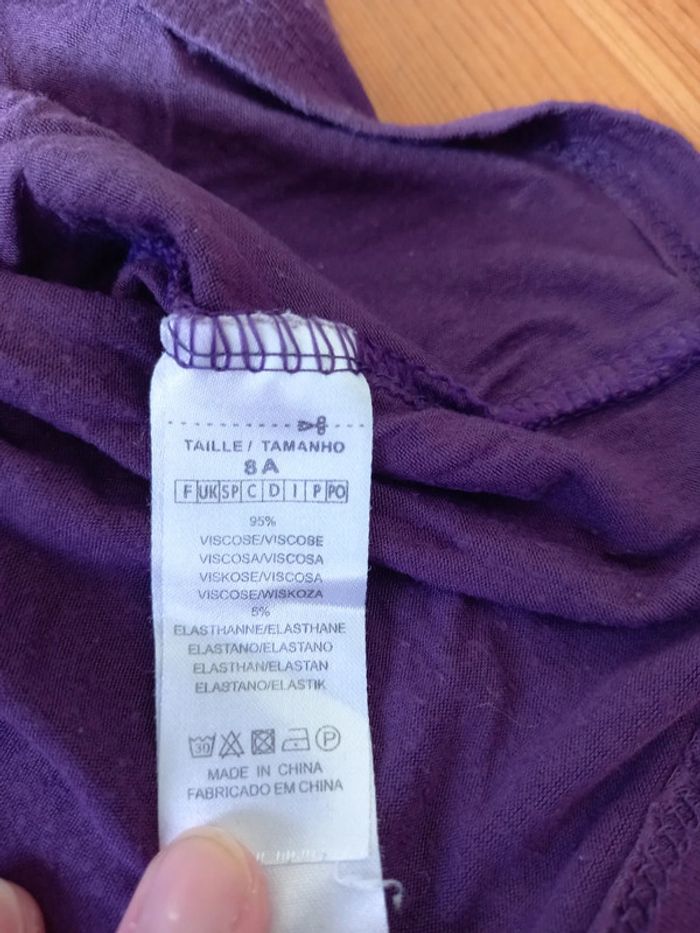 TAILLE / TAMANHO
8A
F UK SP C D I P PO
95%
VISCOSE/VISCOSE
VISCOSA/VISCOSA
VISKOSE/VISCOSA
VISCOSE/WISKOZA
5%
ELASTHANNE/ELASTHANE
ELASTANO/ELASTANO
ELASTHAN/ELASTAN
ELASTANO/ELASTIK
30 P
MADE IN CHINA
FABRICADO EM CHINA